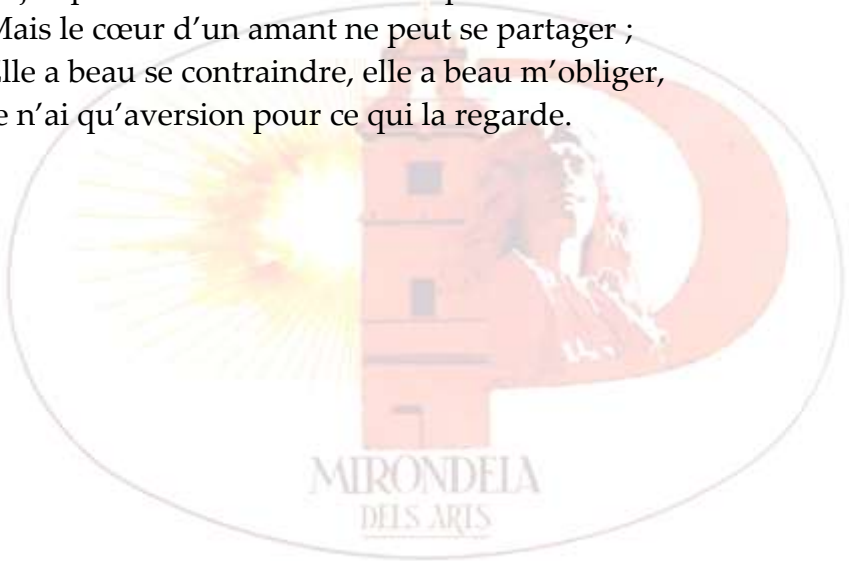 Mais le cœur d’un amant ne peut se partager ;
Elle a beau se contraindre, elle a beau m’obliger,
n’ai qu’aversion pour ce qui la regarde.
MIRONDELA
DELS ARTS